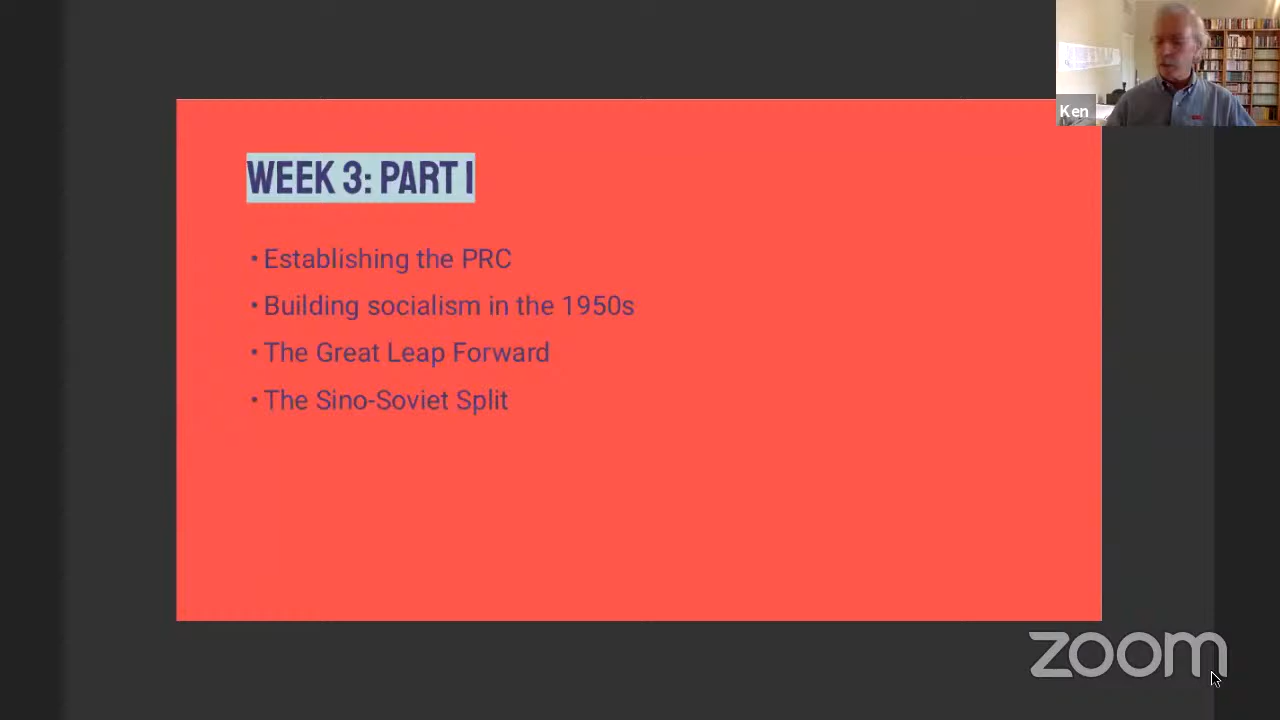 Ken
WEEK 3: PART I
• Establishing the PRC
• Building socialism in the 1950s
• The Great Leap Forward
• The Sino-Soviet Split
zoom